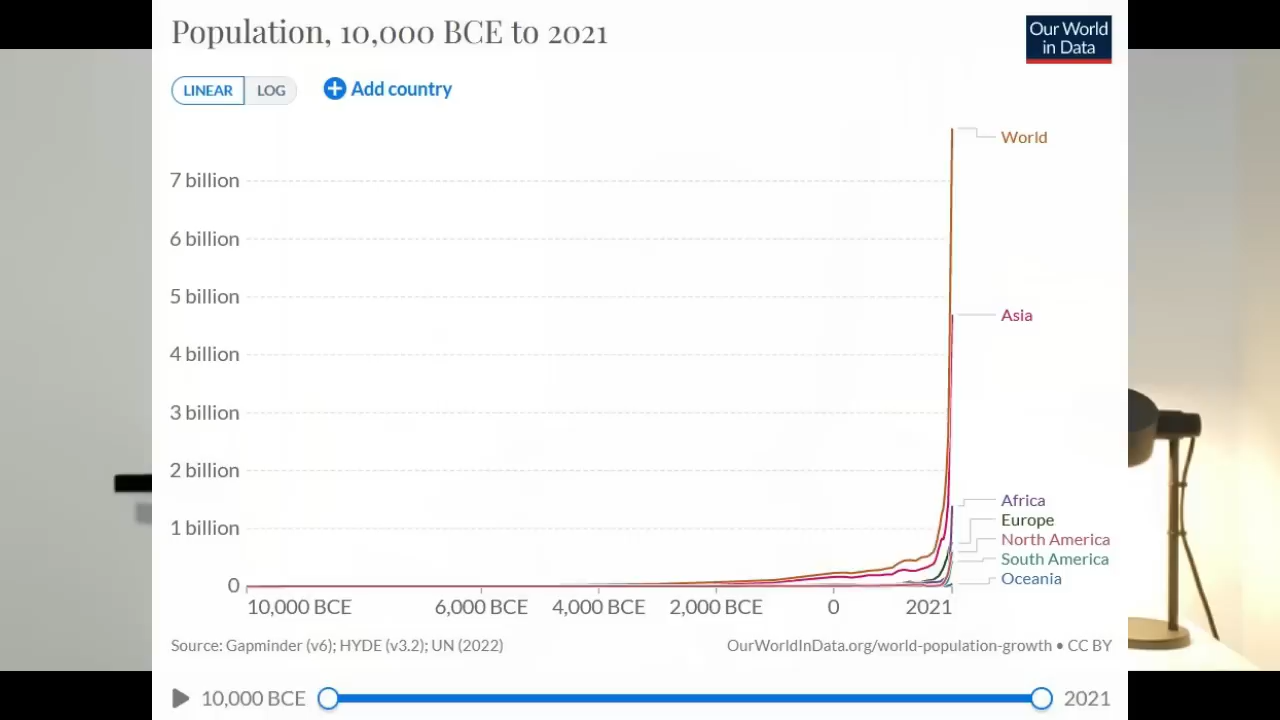 Population, 10,000 BCE to 2021
Our World
in Data
LINEAR LOG Add country
World
7 billion
6 billion
5 billion
Asia
4 billion
3 billion
2 billion
Africa
Europe
1 billion
North America
South America
Oceania
0
10,000 BCE 6,000 BCE 4,000 BCE 2,000 BCE 0 2021
Source: Gapminder (v6); HYDE (v3.2); UN (2022) OurWorldInData.org/world-population-growth • CC BY
10,000 BCE 2021